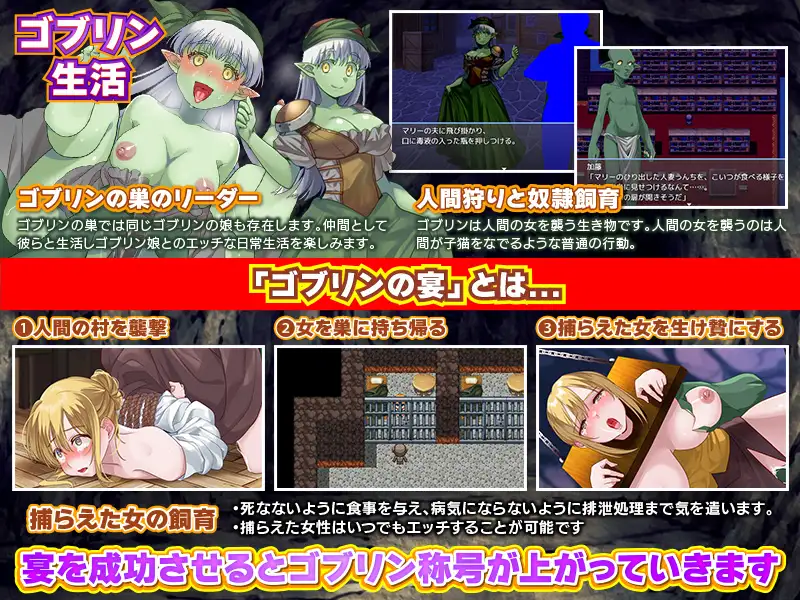 ゴブリン
生活
マリーの夫に飛び掛かり、
口に毒液の入った瓶を押しつける。
加藤
「マリーのひり出した人妻うんちを、こいつが食べる様子を
に見せつけるなんて……。
の扉が開きそうだ」
ゴブリンの巣のリーダー
ゴブリンの巣では同じゴブリンの娘も存在します。仲間として
彼らと生活しゴブリン娘とのエッチな日常生活を楽しみます。
人間狩りと奴隷飼育
ゴブリンは人間の女を襲う生き物です。人間の女を襲うのは人
間が子猫をなでるような普通の行動。
「ゴブリンの宴」とは...
❶人間の村を襲撃
❷女を巣に持ち帰る
❸捕らえた女を生け贄にする
捕らえた女の飼育
・死なないように食事を与え、病気にならないように排泄処理まで気を遣います。
・捕らえた女性はいつでもエッチすることが可能です
宴を成功させるとゴブリン称号が上がっていきます